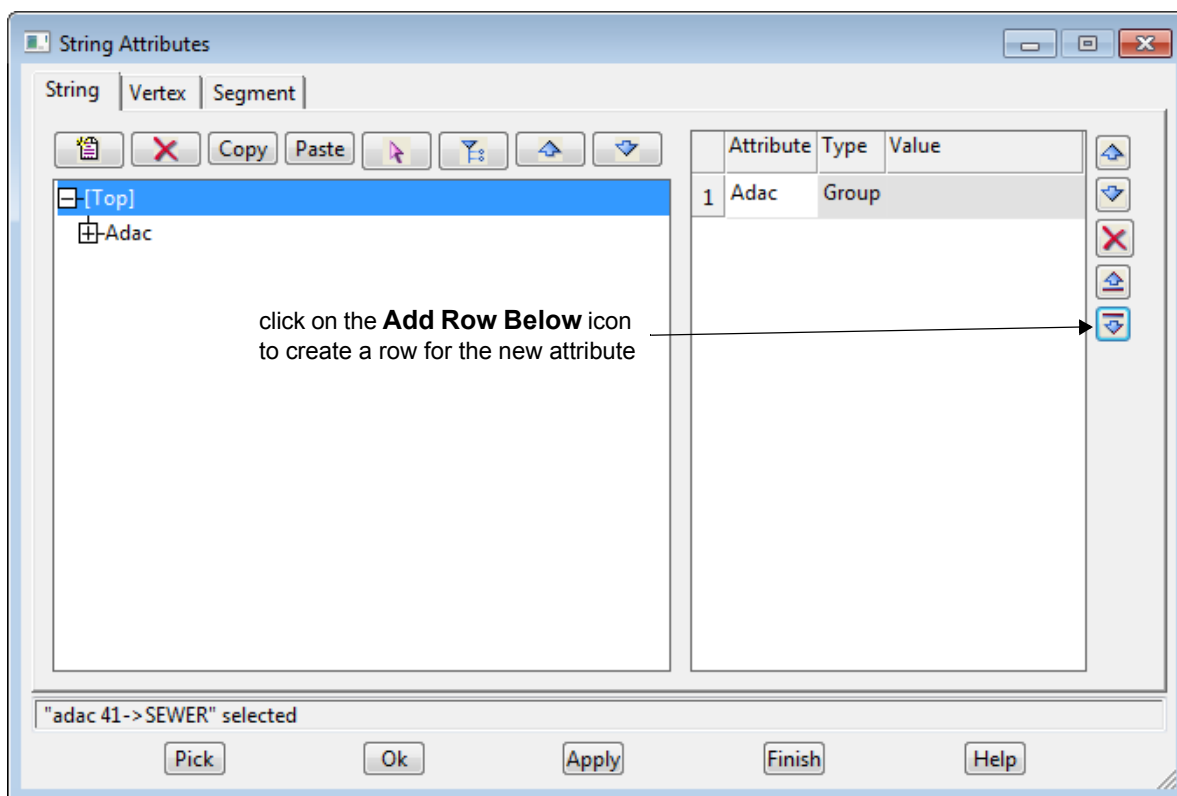 String Attributes
String Vertex Segment
Copy Paste
Attribute Type Value
[Top]
1 Adac Group
Adac
click on the Add Row Below icon
to create a row for the new attribute
"adac 41->SEWER" selected
Pick Ok Apply Finish Help